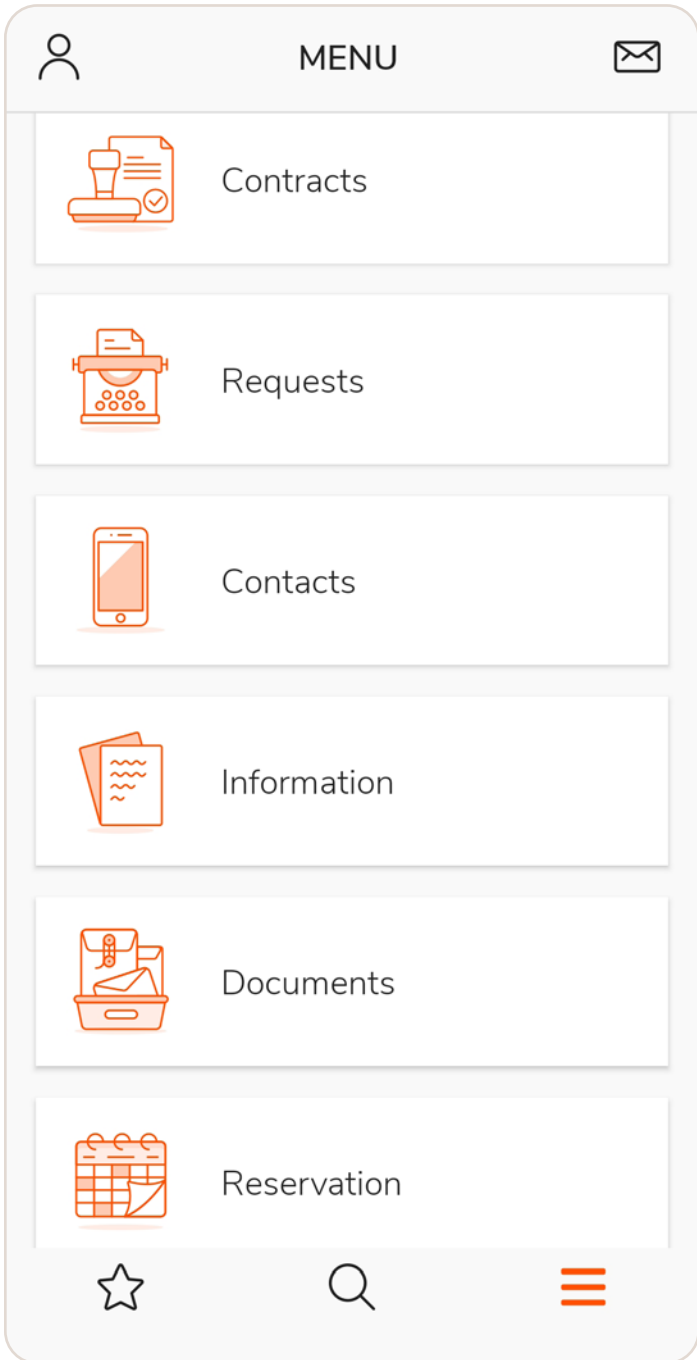 MENU
Contracts
Requests
Contacts
Information
Documents
Reservation